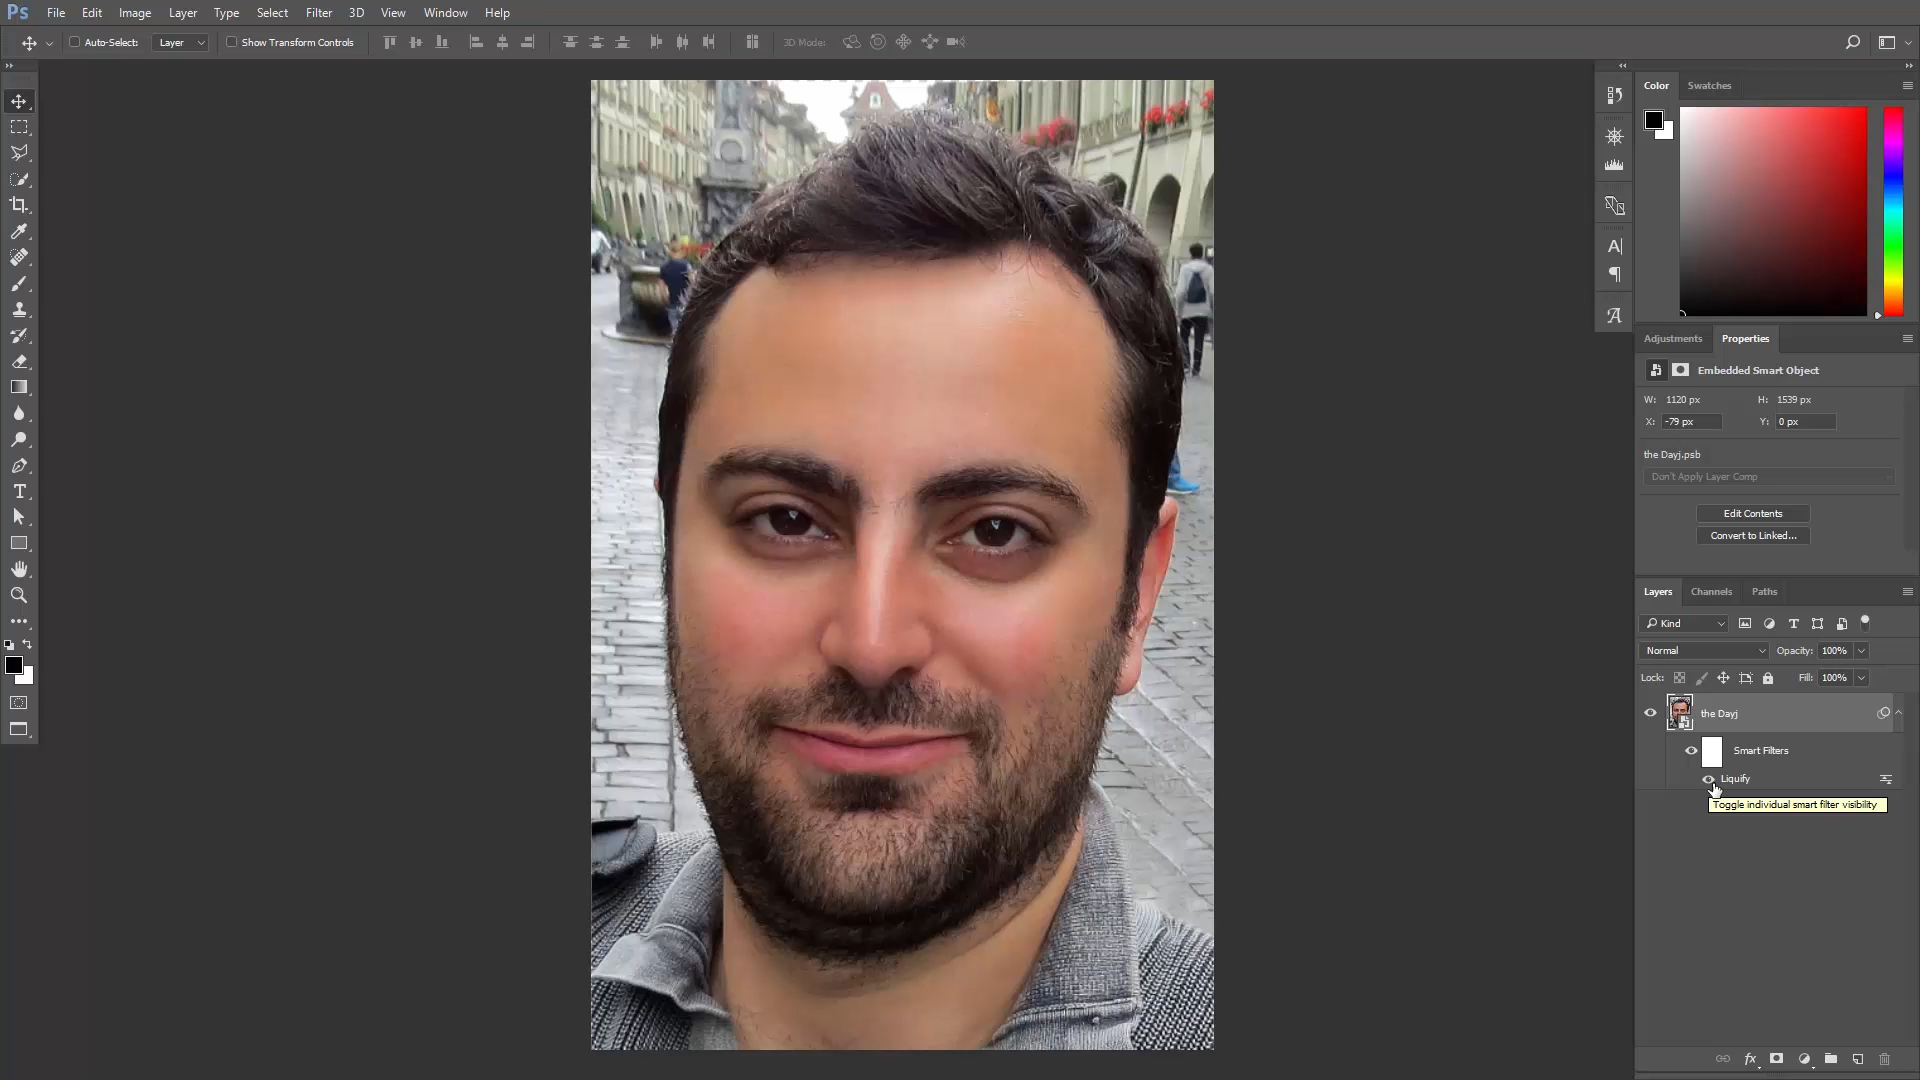 Ps File Edit Image Layer Type Select Filter 3D View Window Help
Auto-Select: Layer Show Transform Controls 3D Mode:
Color Swatches
Adjustments Properties
Embedded Smart Object
W: 1120 px H: 1539 px
X: -79 px Y: 0 px
the Dayj.psb
Don't Apply Layer Comp
Edit Contents
Convert to Linked...
Layers Channels Paths
Kind
Normal Opacity: 100%
Lock: Fill: 100%
the Dayj
Smart Filters
Liquify
Toggle individual smart filter visibility
fx